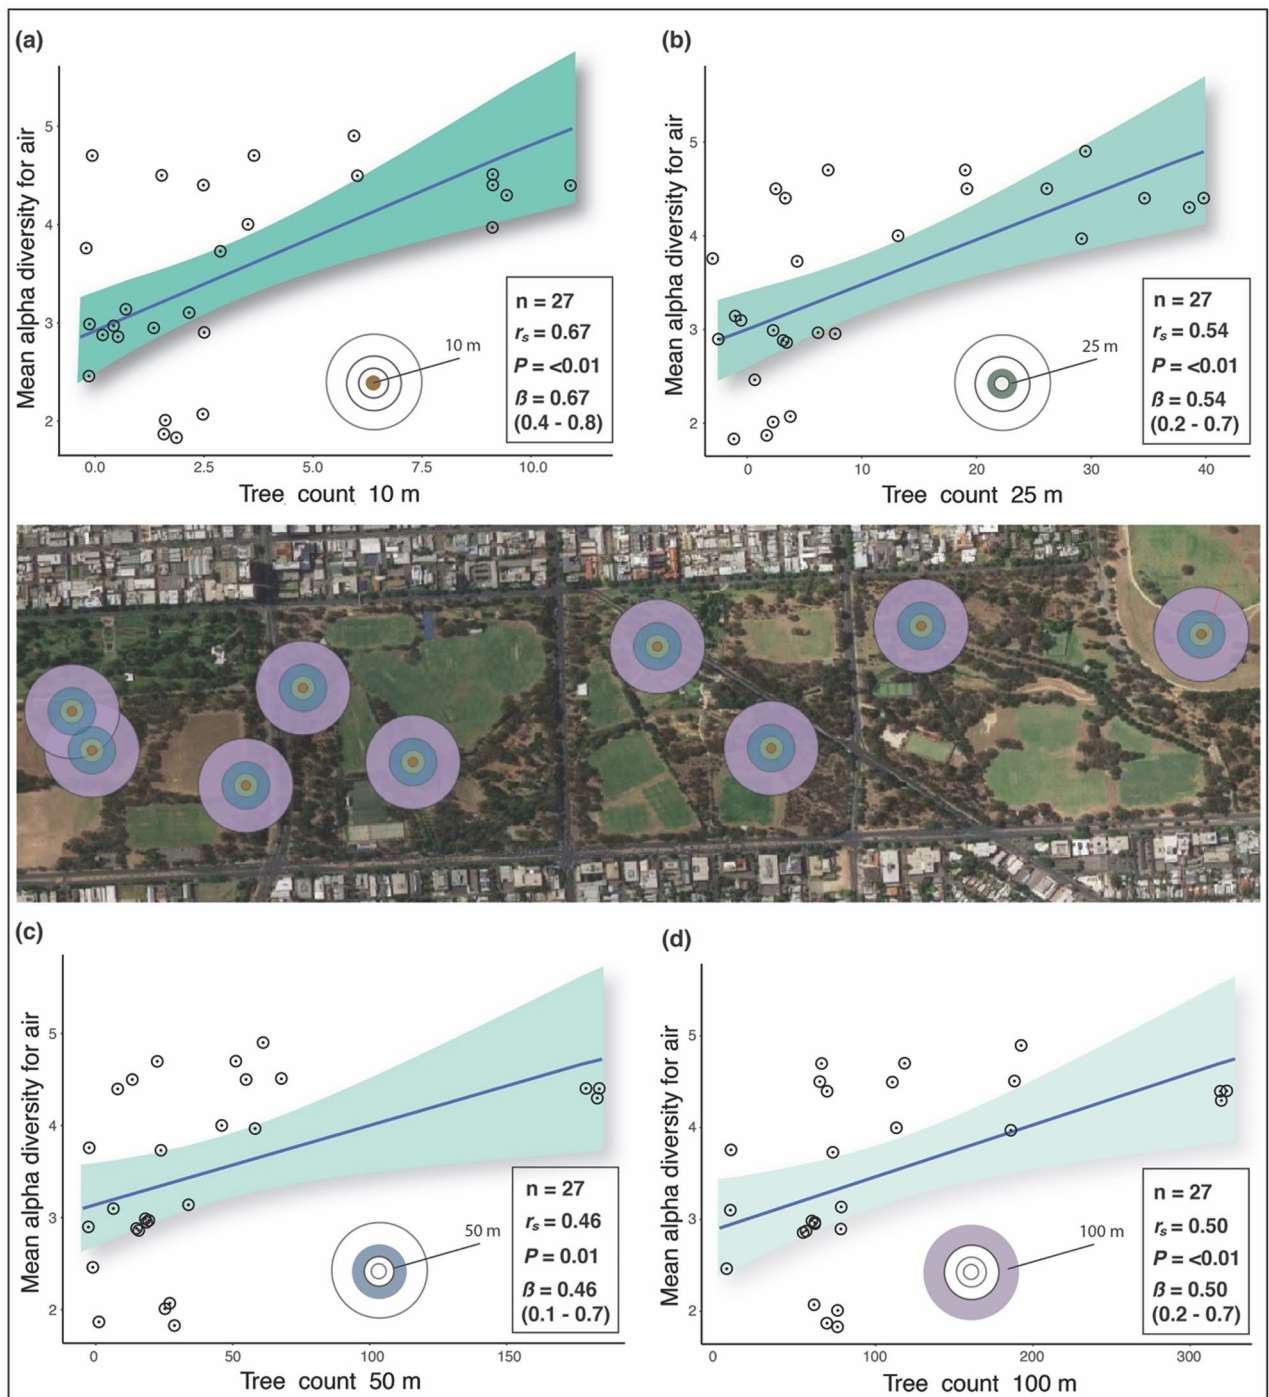 (a)
Mean alpha diversity for air
5
4
3
2
0.0 2.5 5.0 7.5 10.0
Tree count 10 m
10 m
n = 27
rs = 0.67
P = <0.01
ß = 0.67
(0.4 - 0.8)
(b)
Mean alpha diversity for air
5
4
3
2
0 10 20 30 40
Tree count 25 m
25 m
n = 27
rs = 0.54
P = <0.01
ß = 0.54
(0.2 - 0.7)
(c)
Mean alpha diversity for air
5
4
3
2
0 50 100 150
Tree count 50 m
50 m
n = 27
rs = 0.46
P = 0.01
ß = 0.46
(0.1 - 0.7)
(d)
Mean alpha diversity for air
5
4
3
2
0 100 200 300
Tree count 100 m
100 m
n = 27
rs = 0.50
P = <0.01
ß = 0.50
(0.2 - 0.7)